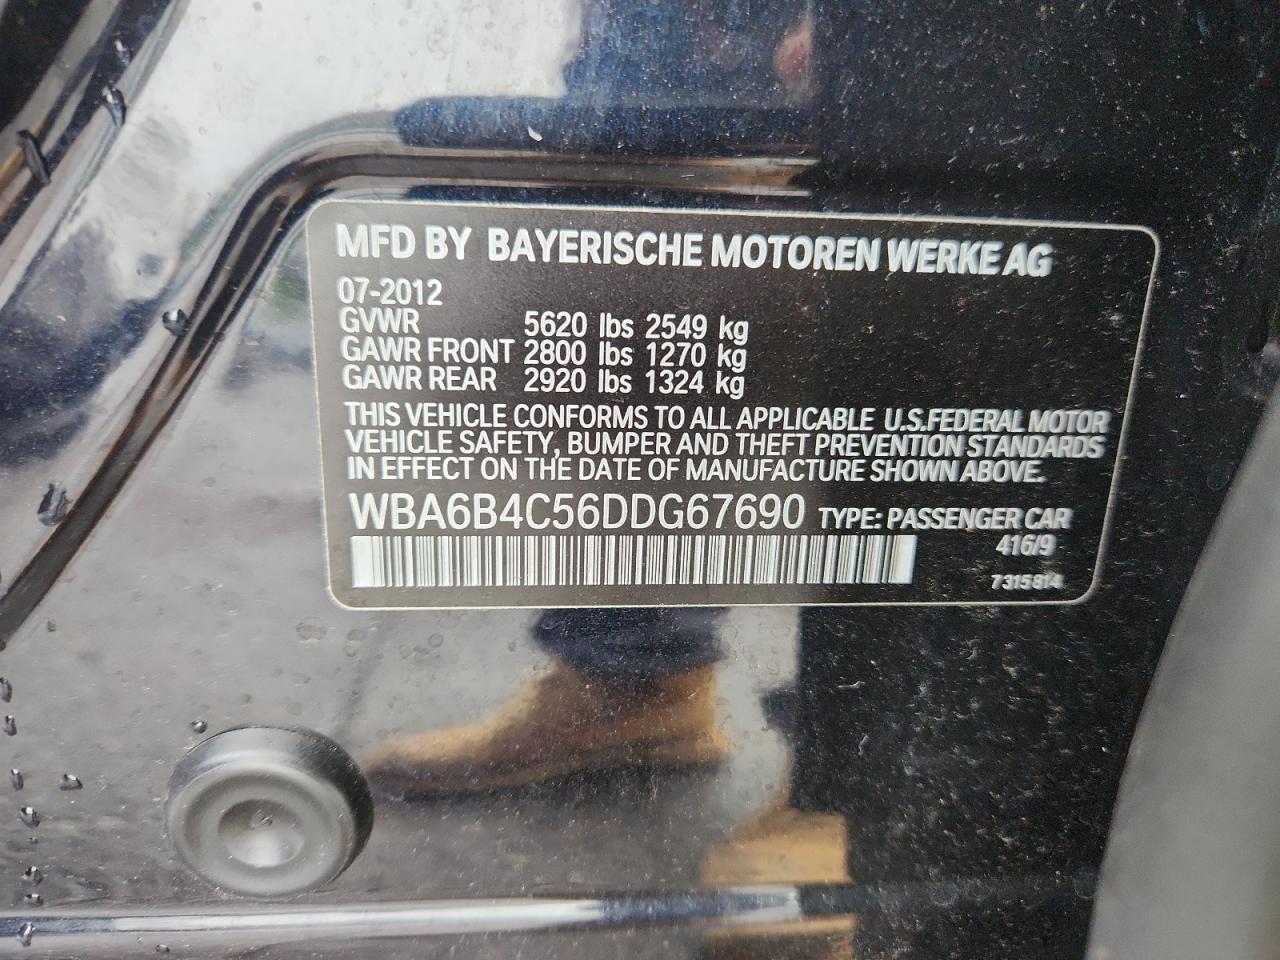 MFD BY BAYERISCHE MOTOREN WERKE AG
07-2012
GVWR 5620 lbs 2549 kg
GAWR FRONT 2800 lbs 1270 kg
GAWR REAR 2920 lbs 1324 kg
THIS VEHICLE CONFORMS TO ALL APPLICABLE U.S.FEDERAL MOTOR
VEHICLE SAFETY, BUMPER AND THEFT PREVENTION STANDARDS
IN EFFECT ON THE DATE OF MANUFACTURE SHOWN ABOVE.
WBA6B4C56DDG67690 TYPE: PASSENGER CAR
416/9
7315814